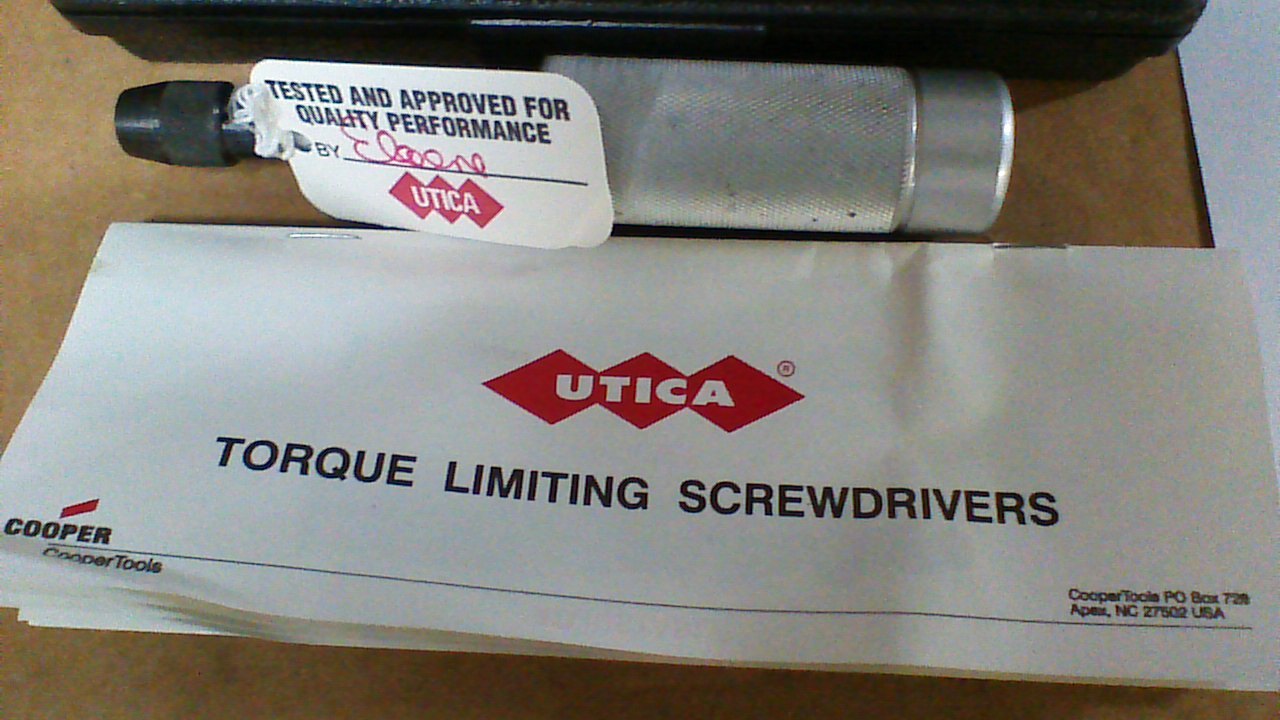 TESTED AND APPROVED FOR
QUALITY PERFORMANCE
BY
UTICA
UTICA ®
TORQUE LIMITING SCREWDRIVERS
COOPER
CooperTools
CooperTools PO Box 728
Apex, NC 27502 USA